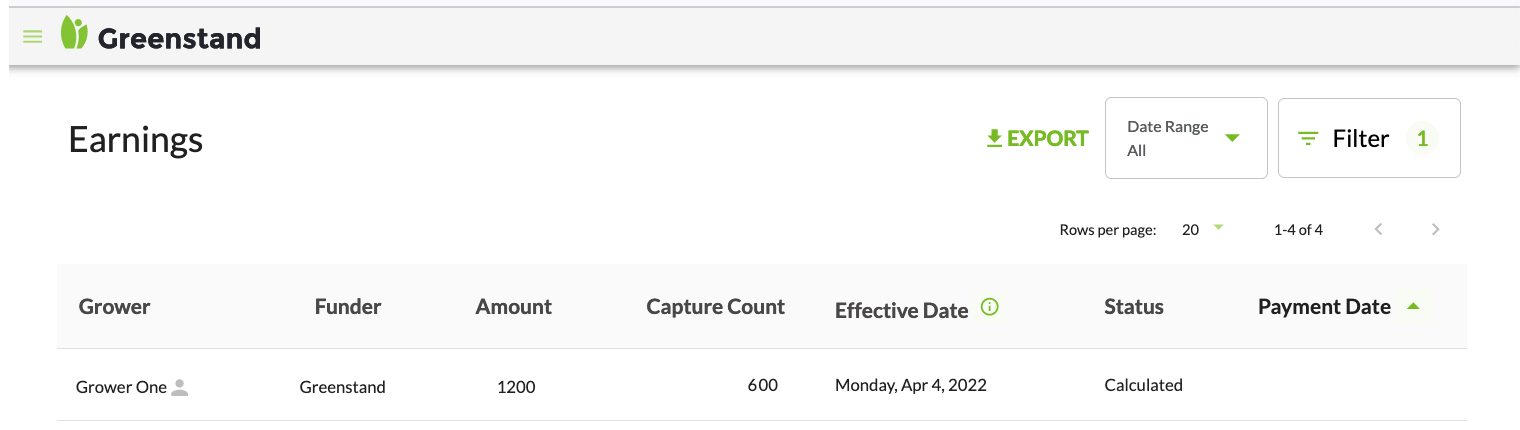 Greenstand
Earnings
EXPORT
Date Range
All
Filter 1
Rows per page: 20 1-4 of 4
Grower Funder Amount Capture Count Effective Date Status Payment Date
Grower One Greenstand 1200 600 Monday, Apr 4, 2022 Calculated